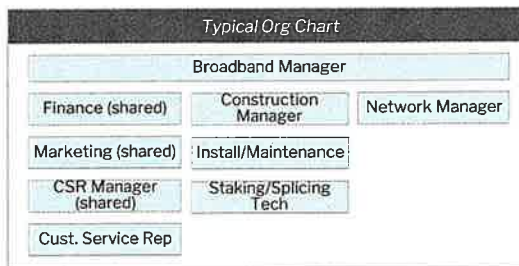 Typical Org Chart
Broadband Manager
Finance (shared)
Construction
Manager
Network Manager
Marketing (shared)
Install/Maintenance
CSR Manager
(shared)
Staking/Splicing
Tech
Cust. Service Rep